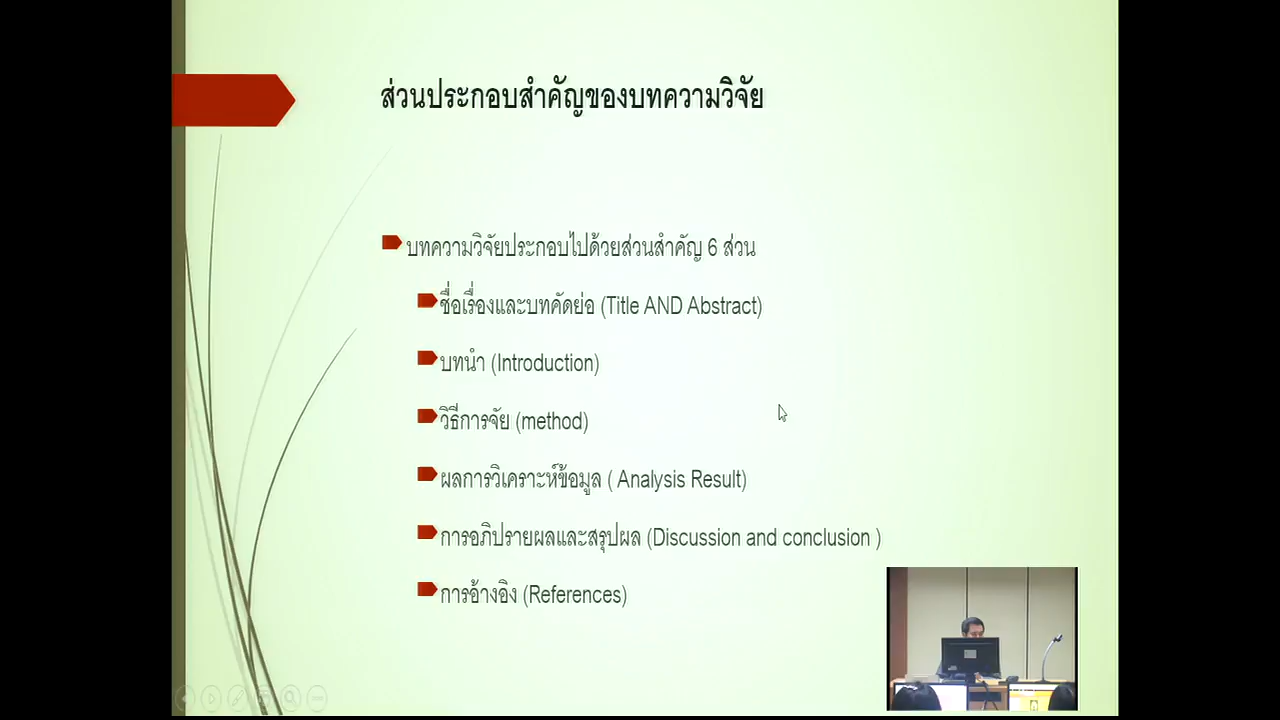 ส่วนประกอบสำคัญของบทความวิจัย
บทความวิจัยประกอบไปด้วยส่วนสำคัญ 6 ส่วน
ชื่อเรื่องและบทคัดย่อ (Title AND Abstract)
บทนำ (Introduction)
วิธีการจัย (method)
ผลการวิเคราะห์ข้อมูล ( Analysis Result)
การอภิปรายผลและสรุปผล (Discussion and conclusion )
การอ้างอิง (References)